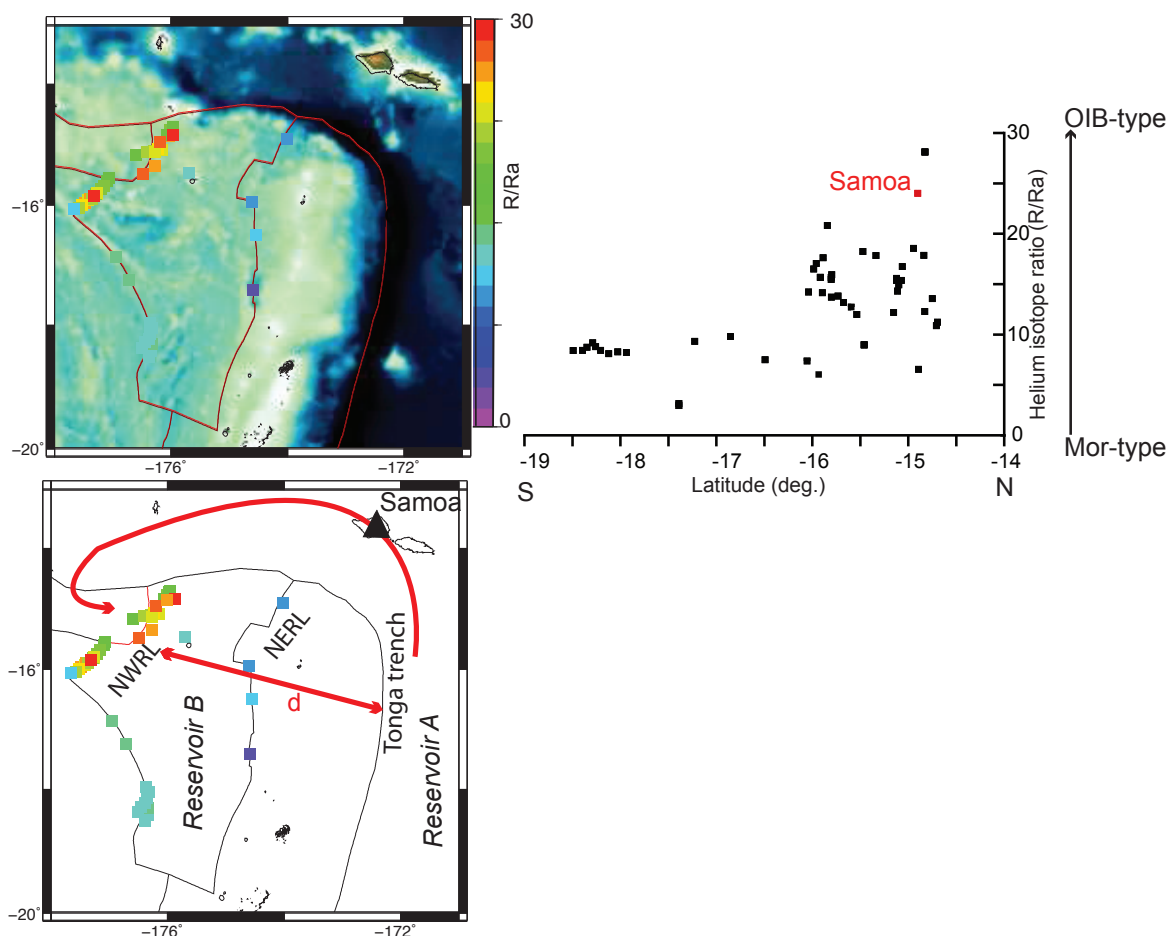 30
R/Ra
0
−16
−20
−176˚
−172˚
OIB-type
30
Samoa
20
10
0
Helium isotope ratio (R/Ra)
Mor-type
-19
-18
-17
-16
-15
-14
S
Latitude (deg.)
N
Samoa
NWRL
NERL
Tonga trench
d
Reservoir B
Reservoir A
−16
−20˚
−176˚
−172˚